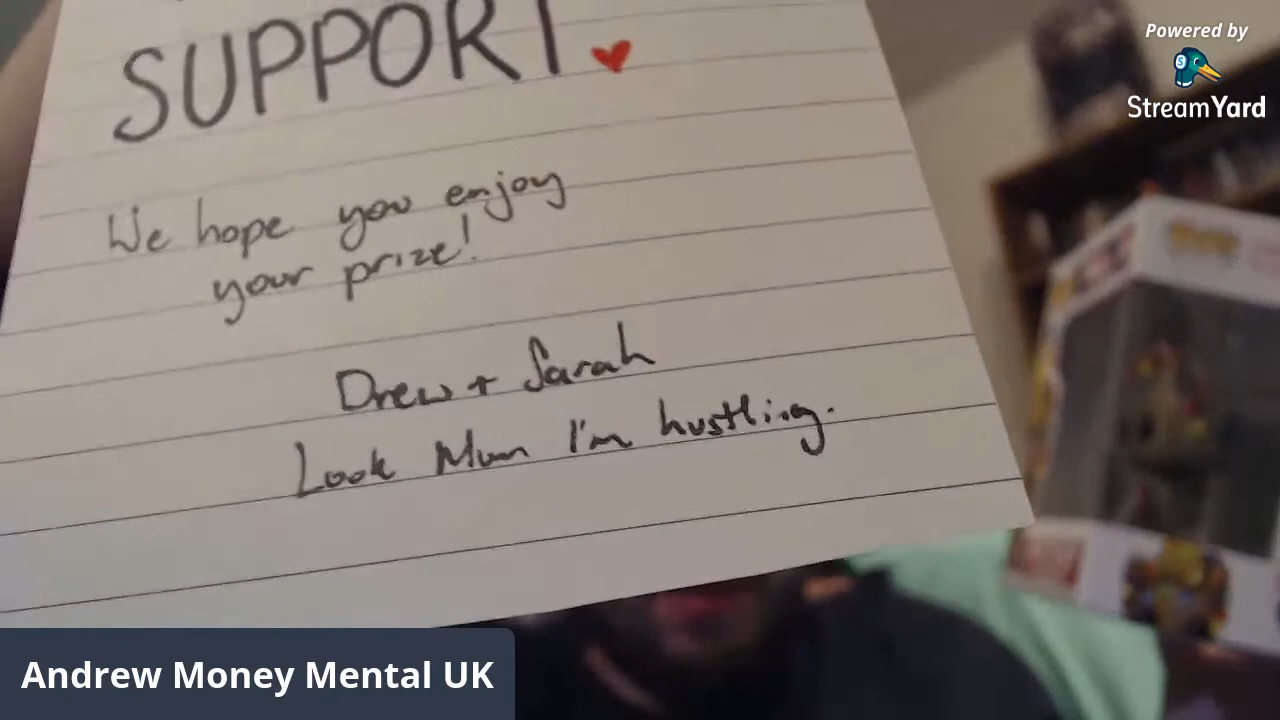 SUPPORT.
We hope you enjoy
your prize!
Drew + Sarah
Look Mum I'm hustling.
Powered by
StreamYard
Andrew Money Mental UK